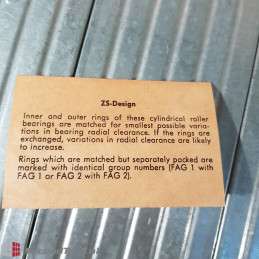 ZS-Design
Inner and outer rings of these cylindrical roller
bearings are matched for smallest possible varia-
tions in bearing radial clearance. If the rings are
exchanged, variations in radial clearance are likely
to increase.
Rings which are matched but separately packed are
marked with identical group numbers (FAG 1 with
FAG 1 or FAG 2 with FAG 2).